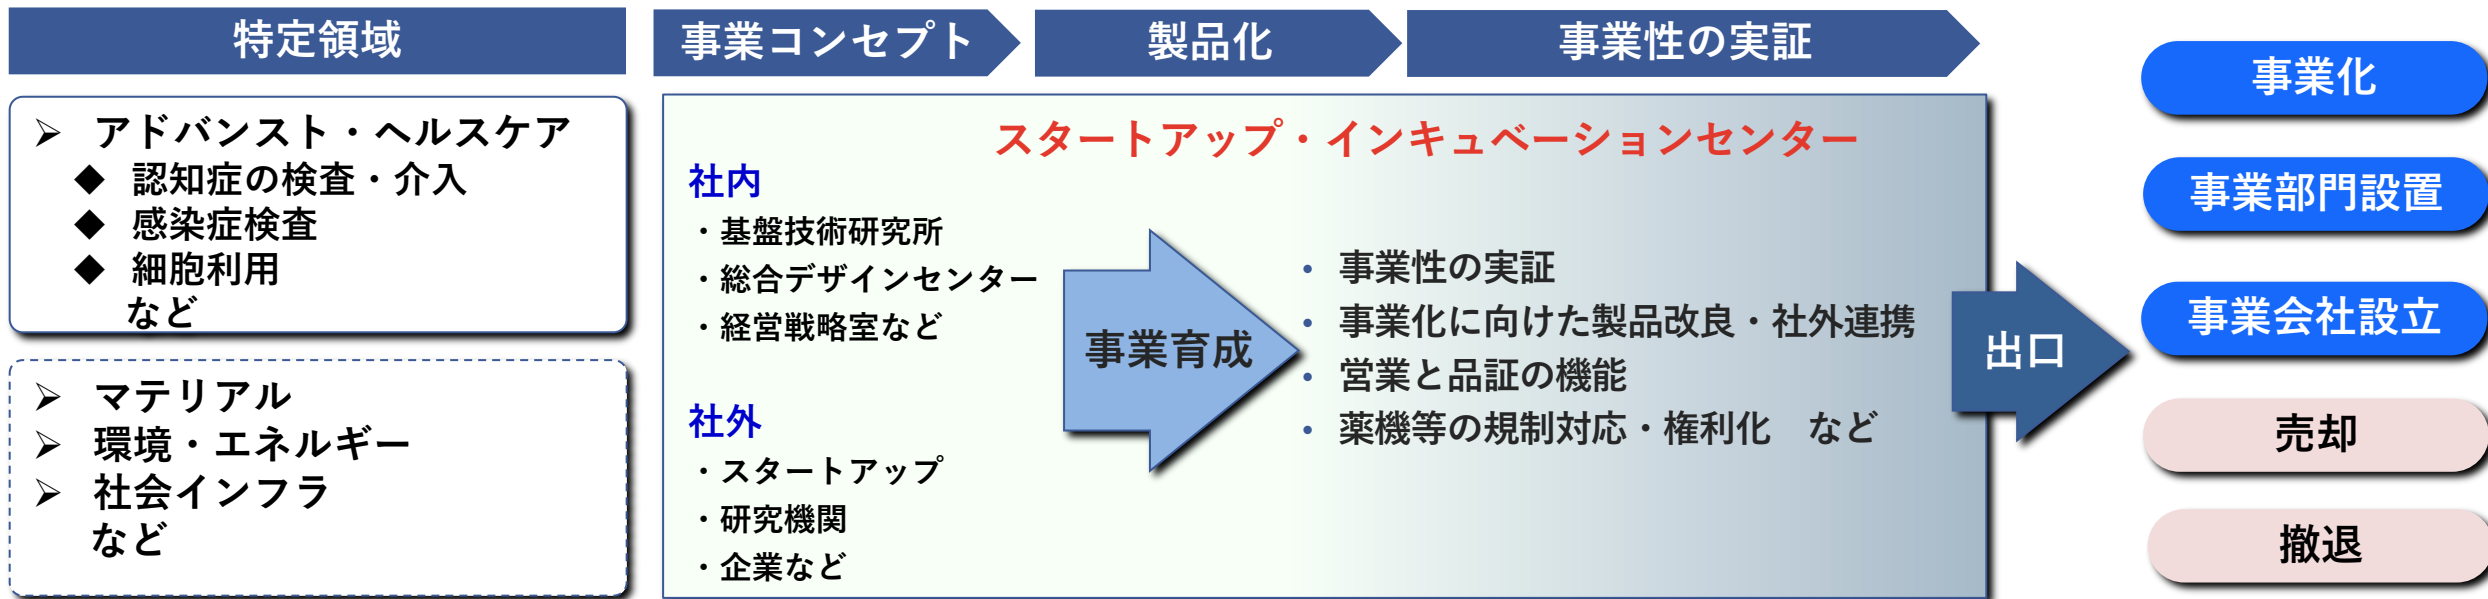 特定領域
➢ アドバンスト・ヘルスケア
◆ 認知症の検査・介入
◆ 感染症検査
◆ 細胞利用
など
➢ マテリアル
➢ 環境・エネルギー
➢ 社会インフラ
など
事業コンセプト
製品化
事業性の実証
スタートアップ・インキュベーションセンター
社内
・基盤技術研究所
・総合デザインセンター
・経営戦略室など
社外
・スタートアップ
・研究機関
・企業など
事業育成
• 事業性の実証
• 事業化に向けた製品改良・社外連携
• 営業と品証の機能
• 薬機等の規制対応・権利化　など
出口
事業化
事業部門設置
事業会社設立
売却
撤退